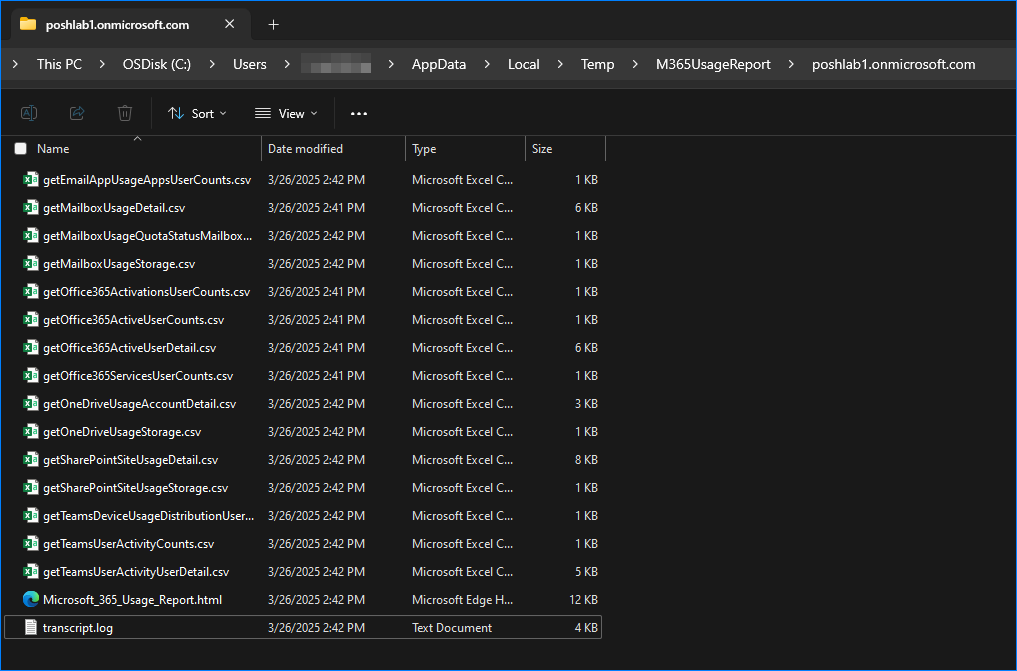 poshlab1.onmicrosoft.com
This PC > OSDisk (C:) > Users > > AppData > Local > Temp > M365UsageReport > poshlab1.onmicrosoft.com
Sort View
Name Date modified Type Size
getEmailAppUsageAppsUserCounts.csv 3/26/2025 2:42 PM Microsoft Excel C... 1 KB
getMailboxUsageDetail.csv 3/26/2025 2:41 PM Microsoft Excel C... 6 KB
getMailboxUsageQuotaStatusMailbox... 3/26/2025 2:42 PM Microsoft Excel C... 1 KB
getMailboxUsageStorage.csv 3/26/2025 2:42 PM Microsoft Excel C... 1 KB
getOffice365ActivationsUserCounts.csv 3/26/2025 2:41 PM Microsoft Excel C... 1 KB
getOffice365ActiveUserCounts.csv 3/26/2025 2:41 PM Microsoft Excel C... 1 KB
getOffice365ActiveUserDetail.csv 3/26/2025 2:41 PM Microsoft Excel C... 6 KB
getOffice365ServicesUserCounts.csv 3/26/2025 2:41 PM Microsoft Excel C... 1 KB
getOneDriveUsageAccountDetail.csv 3/26/2025 2:42 PM Microsoft Excel C... 3 KB
getOneDriveUsageStorage.csv 3/26/2025 2:42 PM Microsoft Excel C... 1 KB
getSharePointSiteUsageDetail.csv 3/26/2025 2:42 PM Microsoft Excel C... 8 KB
getSharePointSiteUsageStorage.csv 3/26/2025 2:42 PM Microsoft Excel C... 1 KB
getTeamsDeviceUsageDistributionUser... 3/26/2025 2:42 PM Microsoft Excel C... 1 KB
getTeamsUserActivityCounts.csv 3/26/2025 2:42 PM Microsoft Excel C... 1 KB
getTeamsUserActivityUserDetail.csv 3/26/2025 2:42 PM Microsoft Excel C... 5 KB
Microsoft_365_Usage_Report.html 3/26/2025 2:42 PM Microsoft Edge H... 12 KB
transcript.log 3/26/2025 2:42 PM Text Document 4 KB